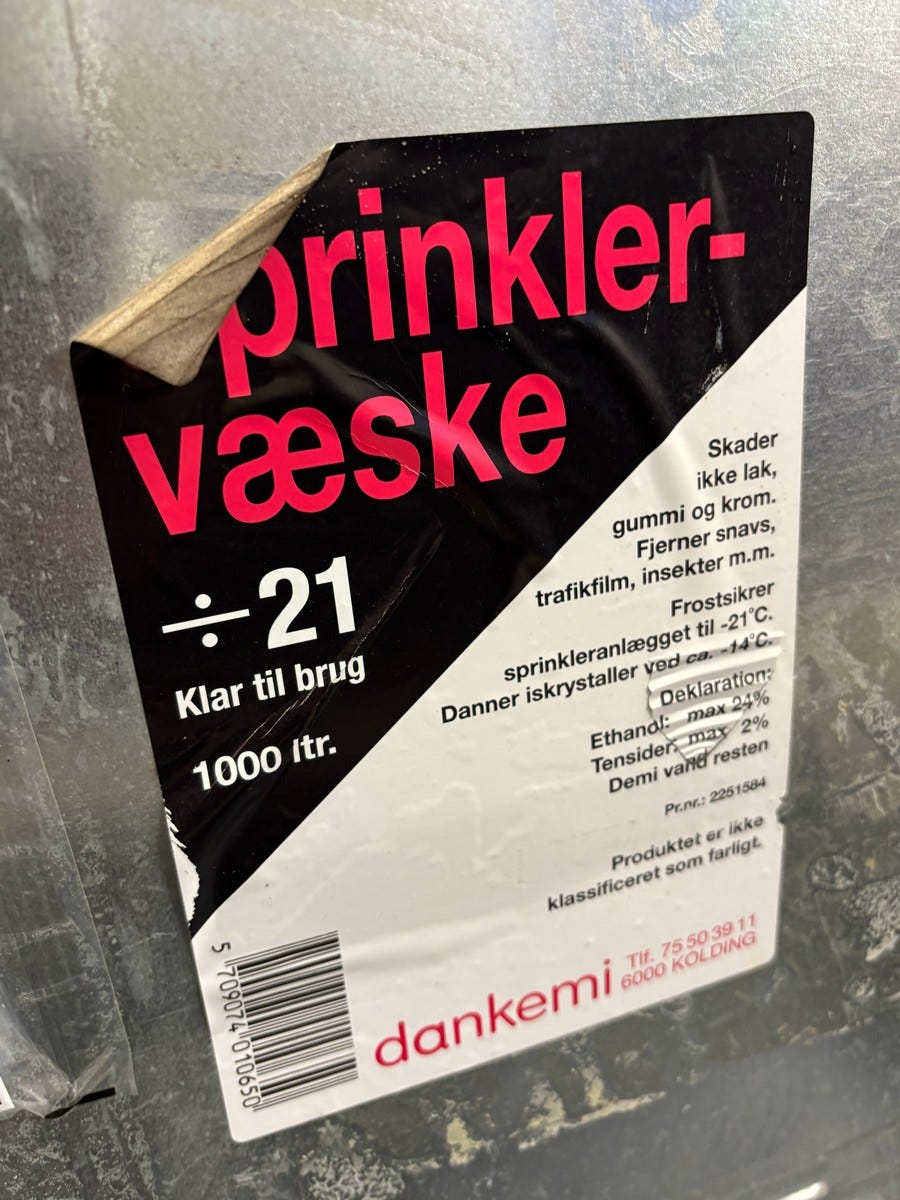 prinkler-
væske
÷21
Klar til brug
1000 ltr.
Skader
ikke lak,
gummi og krom.
Fjerner snavs,
trafikfilm, insekter m.m.
Frostsikrer
sprinkleranlægget til -21°C.
Danner iskrystaller ved ca. -14°C.
Deklaration:
Ethanol: max 24%
Tensider: max 2%
Demi vand resten
Pr.nr.: 2251584
Produktet er ikke
klassificeret som farligt.
dankemi
Tlf. 75 50 39 11
6000 KOLDING
5 709074 010650